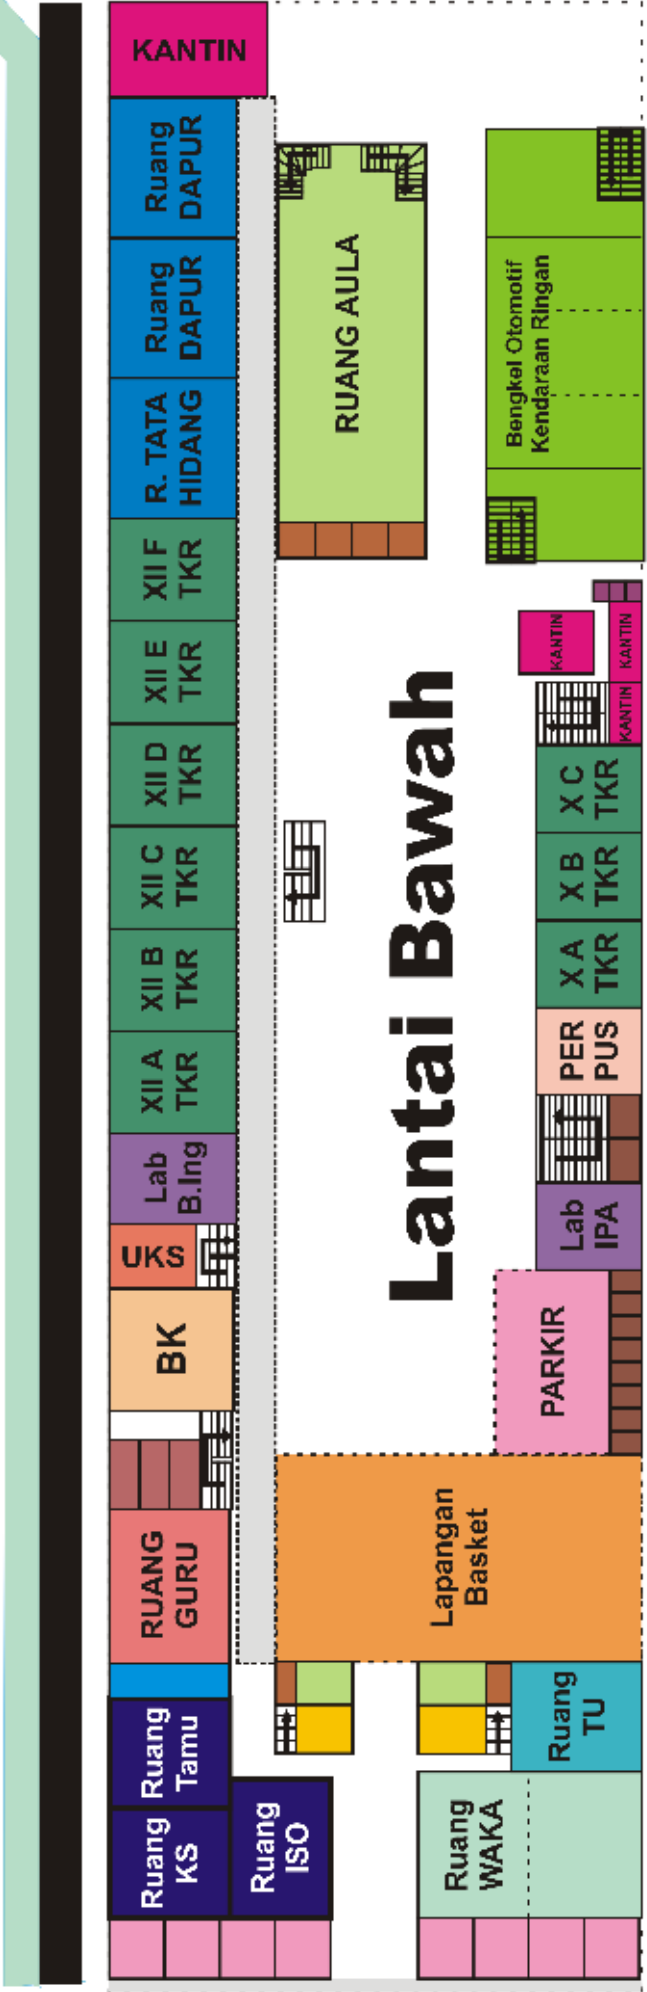 KANTIN
Ruang
DAPUR
Ruang
DAPUR
R. TATA
HIDANG
XII F
TKR
XII E
TKR
XII D
TKR
XII C
TKR
XII B
TKR
XII A
TKR
Lab
B.Ing
UKS
BK
RUANG
GURU
Ruang
Tamu
Ruang
KS
Ruang
ISO
RUANG AULA
Lantai Bawah
Bengkel Otomotif
Kendaraan Ringan
KANTIN
KANTIN
KANTIN
X C
TKR
X B
TKR
X A
TKR
PER
PUS
Lab
IPA
PARKIR
Lapangan
Basket
Ruang
TU
Ruang
WAKA